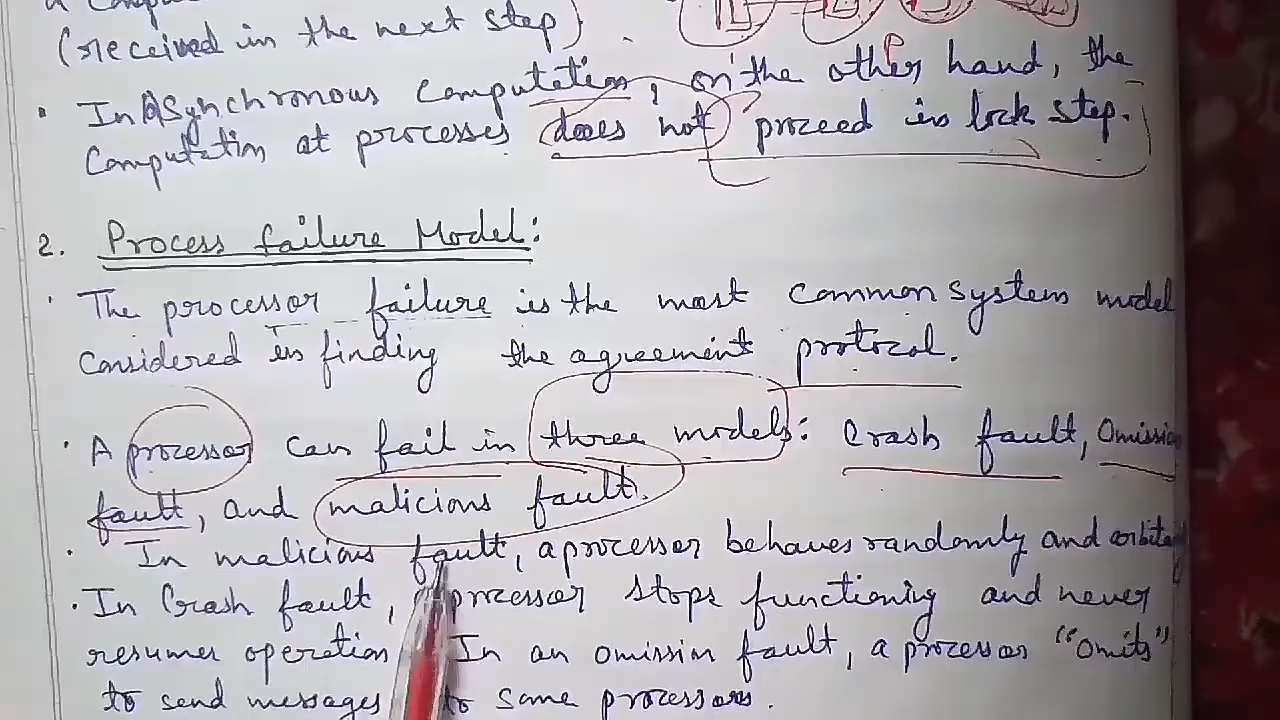 (received in the next step)
• In Asynchronous computation, on the other hand, the
Computation at processes does not proceed in lock step.
2. Process failure Model:
• The processor failure is the most common system model
considered in finding the agreement protocol.
• A processor can fail in three models: Crash fault, Omission
fault, and malicious fault.
• In malicious fault, a processor behaves randomly and
• In Crash fault, processor stops functioning and never
resumes operation In an omission fault, a processor "omits"
to send messages to some processors.